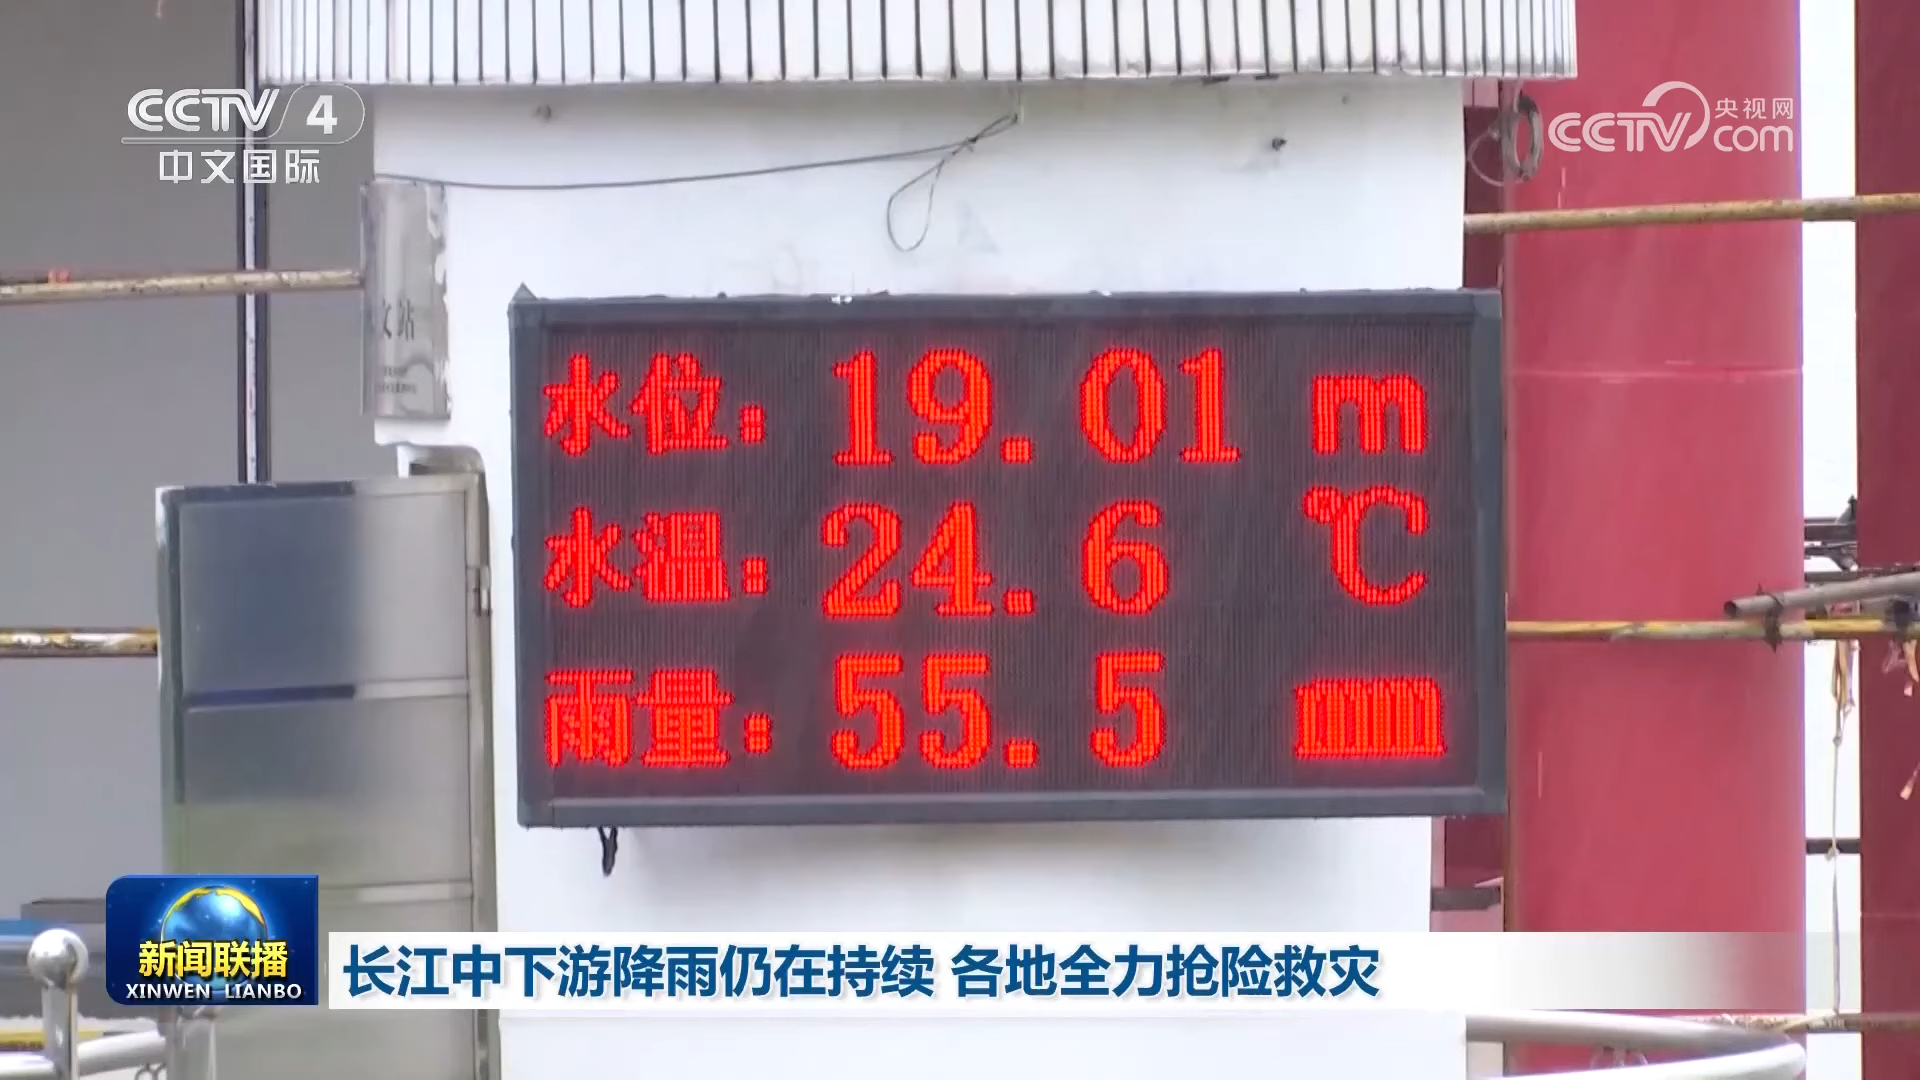 CCTV 4
中文国际
央视网
CCTV com
文站
水位: 19.01 m
水温: 24.6 ℃
雨量: 55.5 mm
新闻联播
XINWEN LIANBO
长江中下游降雨仍在持续 各地全力抢险救灾